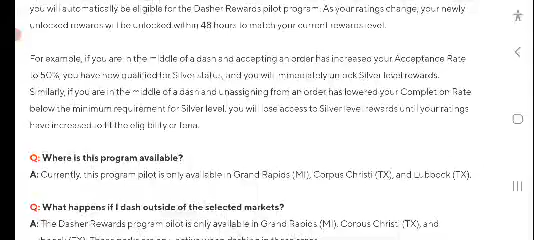 you will automatically be eligible for the Dasher Rewards pilot program. As your ratings change, your newly
unlocked rewards will be unlocked within 48 hours to match your current rewards level.
For example, if you are in the middle of a dash and accepting an order has increased your Acceptance Rate
to 50%, you have now qualified for Silver status, and you will immediately unlock Silver level rewards.
Similarly, if you are in the middle of a dash and unassigning from an order has lowered your Completion Rate
below the minimum requirement for Silver level, you will lose access to Silver level rewards until your ratings
have increased to fit the eligibility criteria.
Q: Where is this program available?
A: Currently, this program pilot is only available in Grand Rapids (MI), Corpus Christi (TX), and Lubbock (TX).
Q: What happens if I dash outside of the selected markets?
A: The Dasher Rewards program pilot is only available in Grand Rapids (MI), Corpus Christi (TX), and